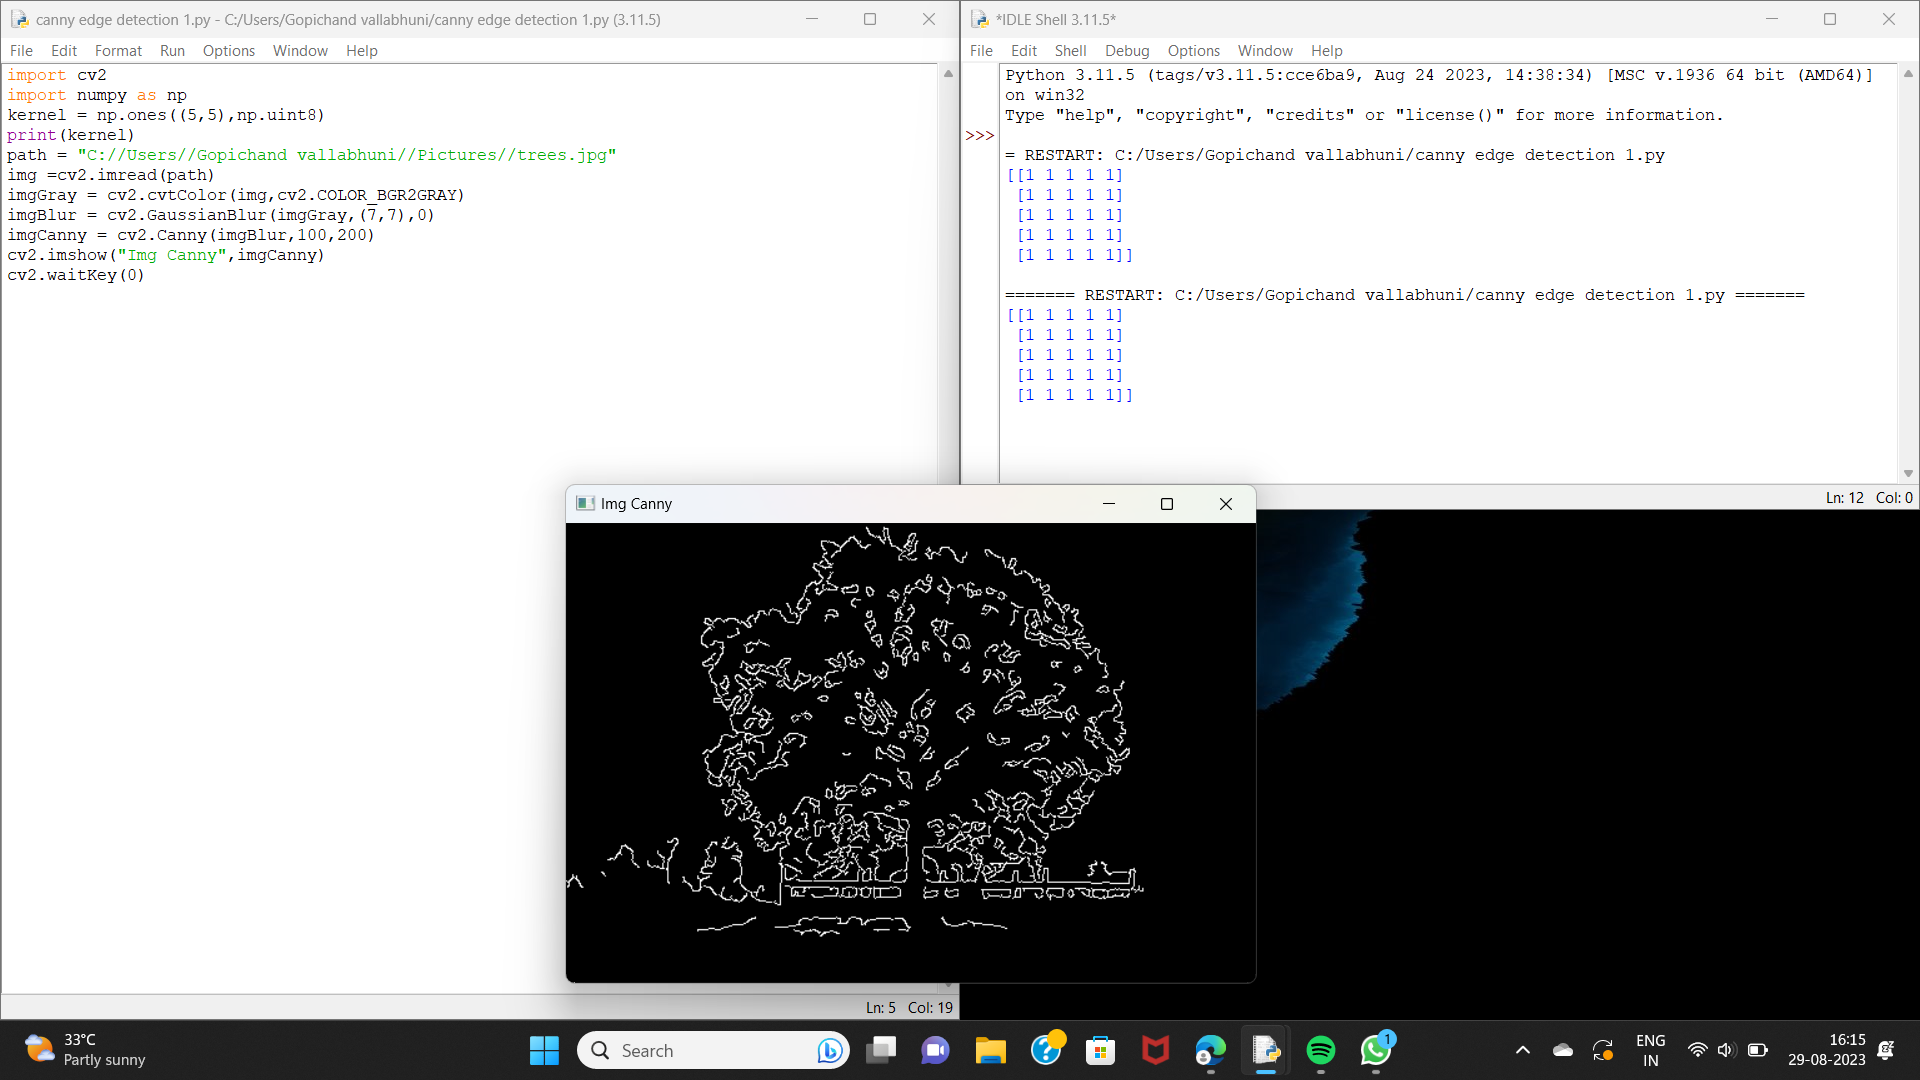 canny edge detection 1.py - C:/Users/Gopichand vallabhuni/canny edge detection 1.py (3.11.5)
File Edit Format Run Options Window Help
import cv2
import numpy as np
kernel = np.ones((5,5),np.uint8)
print(kernel)
path = "C://Users//Gopichand vallabhuni//Pictures//trees.jpg"
img =cv2.imread(path)
imgGray = cv2.cvtColor(img,cv2.COLOR_BGR2GRAY)
imgBlur = cv2.GaussianBlur(imgGray,(7,7),0)
imgCanny = cv2.Canny(imgBlur,100,200)
cv2.imshow("Img Canny",imgCanny)
cv2.waitKey(0)
Ln: 5 Col: 19
*IDLE Shell 3.11.5*
File Edit Shell Debug Options Window Help
Python 3.11.5 (tags/v3.11.5:cce6ba9, Aug 24 2023, 14:38:34) [MSC v.1936 64 bit (AMD64)]
on win32
Type "help", "copyright", "credits" or "license()" for more information.
>>>
= RESTART: C:/Users/Gopichand vallabhuni/canny edge detection 1.py
[[1 1 1 1 1]
[1 1 1 1 1]
[1 1 1 1 1]
[1 1 1 1 1]
[1 1 1 1 1]]
======= RESTART: C:/Users/Gopichand vallabhuni/canny edge detection 1.py =======
[[1 1 1 1 1]
[1 1 1 1 1]
[1 1 1 1 1]
[1 1 1 1 1]
[1 1 1 1 1]]
Ln: 12 Col: 0
Img Canny
33°C
Partly sunny
Search
1
ENG
IN
16:15
29-08-2023